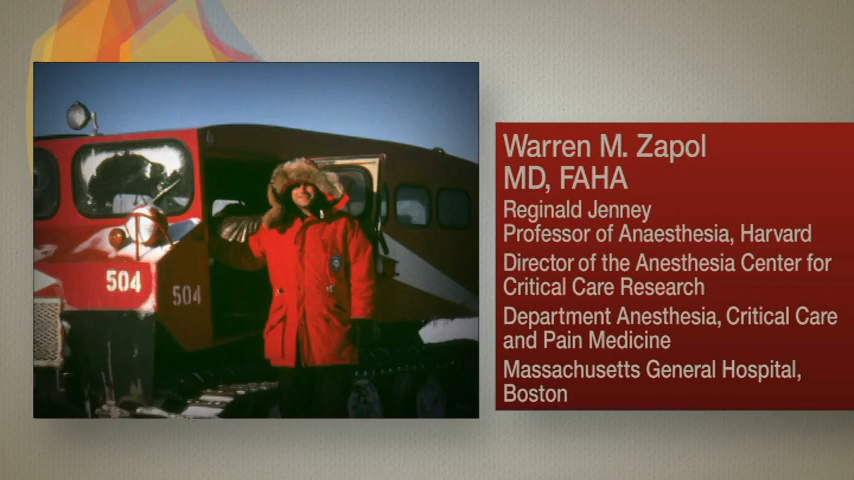 504
504
Warren M. Zapol
MD, FAHA
Reginald Jenney
Professor of Anaesthesia, Harvard
Director of the Anesthesia Center for
Critical Care Research
Department Anesthesia, Critical Care
and Pain Medicine
Massachusetts General Hospital,
Boston